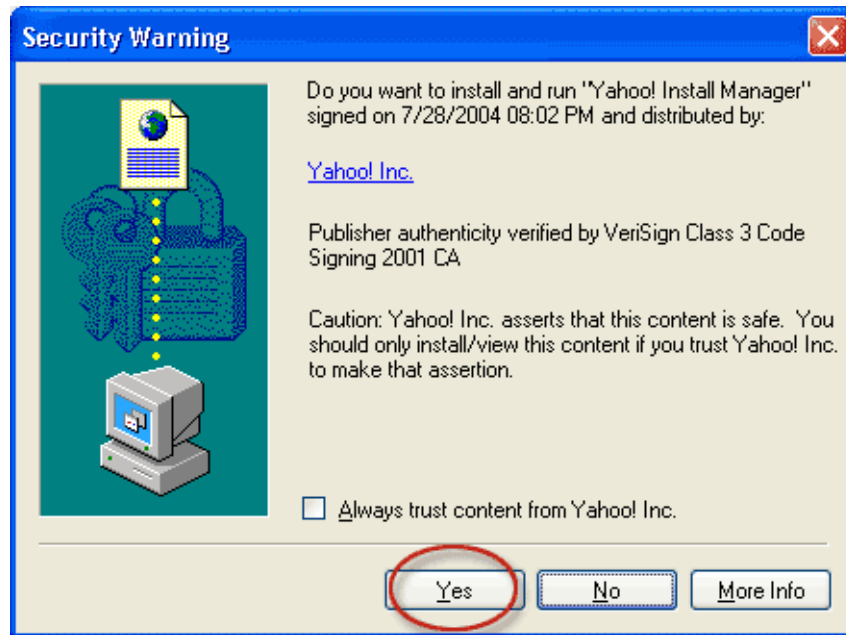 Security Warning
Do you want to install and run "Yahoo! Install Manager"
signed on 7/28/2004 08:02 PM and distributed by:
Yahoo! Inc.
Publisher authenticity verified by VeriSign Class 3 Code
Signing 2001 CA
Caution: Yahoo! Inc. asserts that this content is safe.  You
should only install/view this content if you trust Yahoo! Inc.
to make that assertion.
Always trust content from Yahoo! Inc.
Yes No More Info